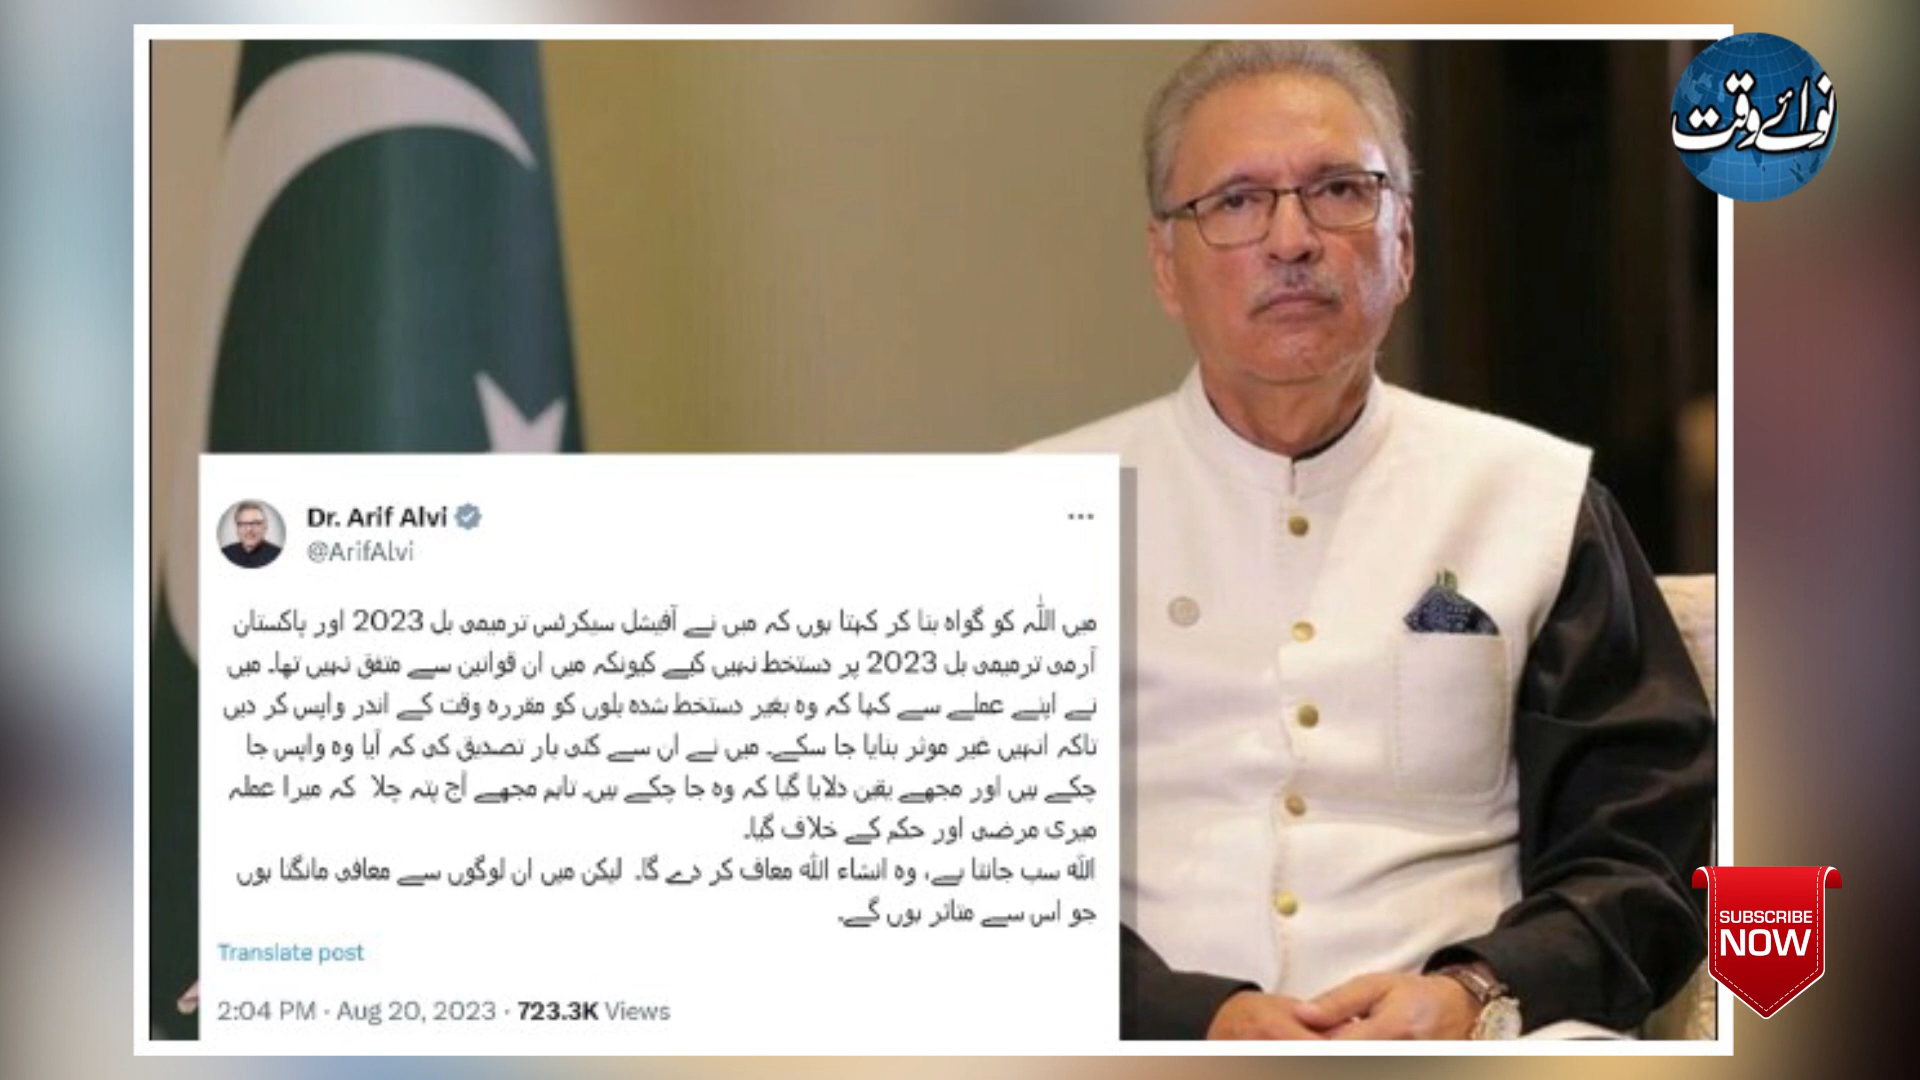 نوائے وقت
Dr. Arif Alvi
@ArifAlvi
میں اللّٰہ کو گواہ بنا کر کہتا ہوں کہ میں نے آفیشل سیکرٹس ترمیمی بل 2023 اور پاکستان
آرمی ترمیمی بل 2023 پر دستخط نہیں کیے کیونکہ میں ان قوانین سے متفق نہیں تھا۔ میں
نے اپنے عملے سے کہا کہ وہ بغیر دستخط شدہ بلوں کو مقررہ وقت کے اندر واپس کر دیں
تاکہ انہیں غیر موثر بنایا جا سکے۔ میں نے ان سے کئی بار تصدیق کی کہ آیا وہ واپس جا
چکے ہیں اور مجھے یقین دلایا گیا کہ وہ جا چکے ہیں۔ تاہم مجھے آج پتہ چلا کہ میرا عملہ
میری مرضی اور حکم کے خلاف گیا۔
اللہ سب جانتا ہے، وہ انشاء اللہ معاف کر دے گا۔ لیکن میں ان لوگوں سے معافی مانگتا ہوں
جو اس سے متاثر ہوں گے۔
Translate post
2:04 PM · Aug 20, 2023 · 723.3K Views
SUBSCRIBE
NOW